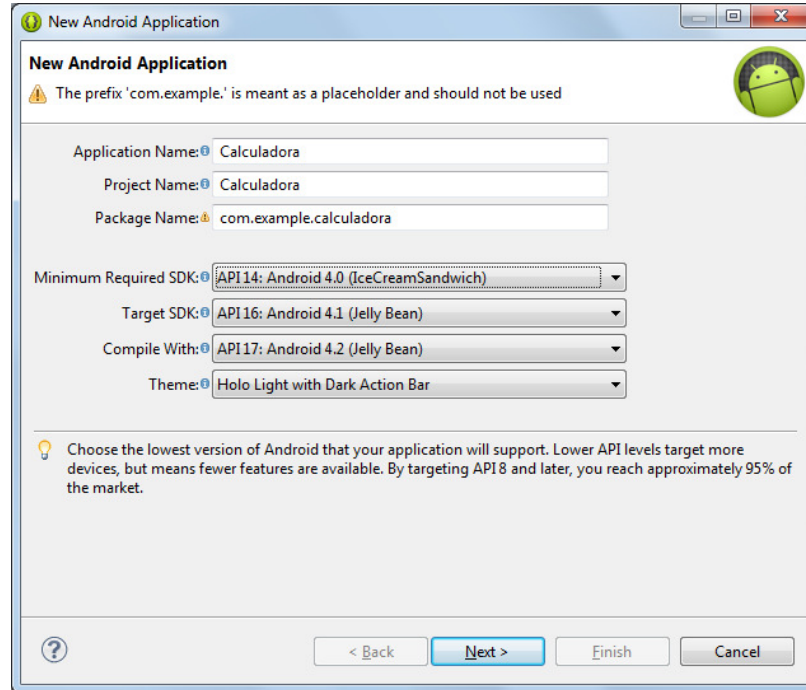 New Android Application
New Android Application
The prefix 'com.example.' is meant as a placeholder and should not be used
Application Name: Calculadora
Project Name: Calculadora
Package Name: com.example.calculadora
Minimum Required SDK: API 14: Android 4.0 (IceCreamSandwich)
Target SDK: API 16: Android 4.1 (Jelly Bean)
Compile With: API 17: Android 4.2 (Jelly Bean)
Theme: Holo Light with Dark Action Bar
Choose the lowest version of Android that your application will support. Lower API levels target more
devices, but means fewer features are available. By targeting API 8 and later, you reach approximately 95% of
the market.
< Back Next > Finish Cancel